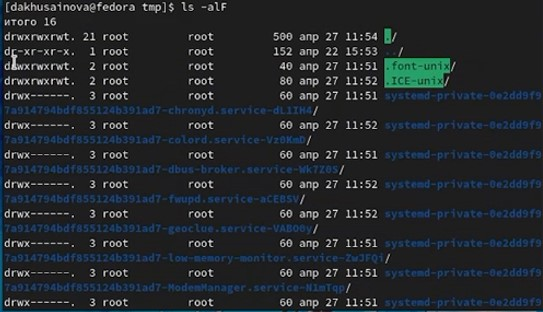 [dakhusainova@fedora tmp]$ ls -alF
итого 16
drwxrwxrwt. 21 root root 500 апр 27 11:54 ./
dr-xr-xr-x. 1 root root 152 апр 22 15:53 ../
drwxrwxrwt. 2 root root 40 апр 27 11:51 .font-unix/
drwxrwxrwt. 2 root root 80 апр 27 11:52 .ICE-unix/
drwx------. 3 root root 60 апр 27 11:51 systemd-private-0e2dd9f9
7a914794bdf855124b391ad7-chronyd.service-dL1IH4/
drwx------. 3 root root 60 апр 27 11:52 systemd-private-0e2dd9f9
7a914794bdf855124b391ad7-colord.service-Vz0KmD/
drwx------. 3 root root 60 апр 27 11:51 systemd-private-0e2dd9f9
7a914794bdf855124b391ad7-dbus-broker.service-Wk7Z0S/
drwx------. 3 root root 60 апр 27 11:52 systemd-private-0e2dd9f9
7a914794bdf855124b391ad7-fwupd.service-aCEBSV/
drwx------. 3 root root 60 апр 27 11:52 systemd-private-0e2dd9f9
7a914794bdf855124b391ad7-geoclue.service-VABO0y/
drwx------. 3 root root 60 апр 27 11:51 systemd-private-0e2dd9f9
7a914794bdf855124b391ad7-low-memory-monitor.service-ZwJFQi/
drwx------. 3 root root 60 апр 27 11:51 systemd-private-0e2dd9f9
7a914794bdf855124b391ad7-ModemManager.service-N1mTqp/
drwx------. 3 root root 60 апр 27 11:51 systemd-private-0e2dd9f9